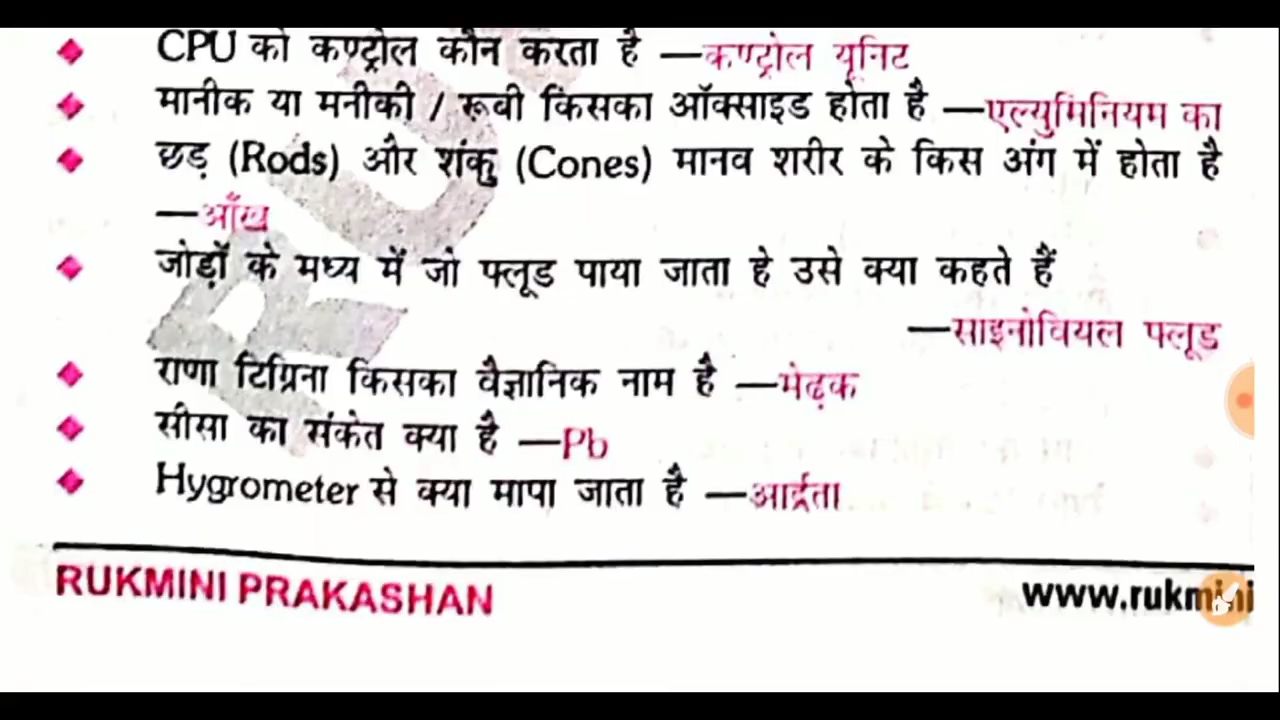 CPU को कण्ट्रोल कौन करता है —कण्ट्रोल यूनिट
मानीक या मनीकी / रूबी किसका ऑक्साइड होता है —एल्युमिनियम का
छड़ (Rods) और शंकु (Cones) मानव शरीर के किस अंग में होता है
—आँख
जोड़ों के मध्य में जो फ्लूड पाया जाता है उसे क्या कहते हैं
—साइनोवियल फ्लूड
राणा टिग्रिना किसका वैज्ञानिक नाम है —मेढ़क
सीसा का संकेत क्या है —Pb
Hygrometer से क्या मापा जाता है —आर्द्रता
RUKMINI PRAKASHAN
www.rukmini